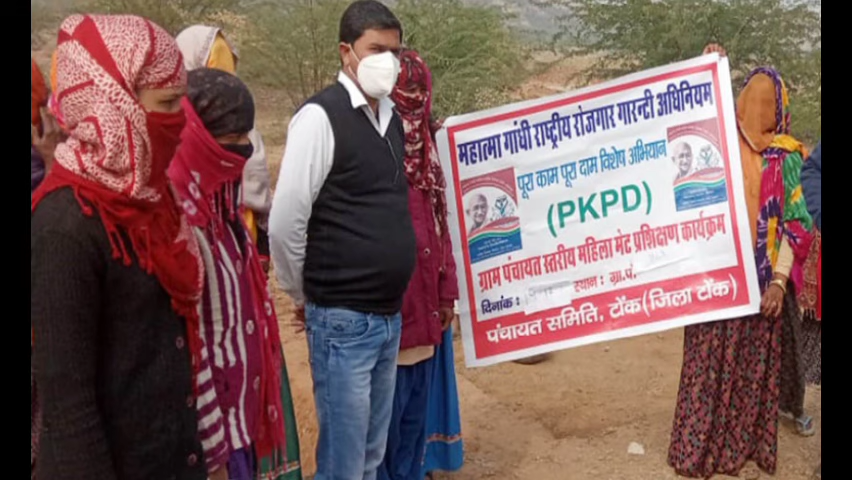 महात्मा गांधी राष्ट्रीय रोजगार गारन्टी अधिनियम
पूरा काम पूरा दाम विशेष अभियान
(PKPD)
ग्राम पंचायत स्तरीय महिला मेट प्रशिक्षण कार्यक्रम
दिनांक : स्थान : ग्रा.पं.
पंचायत समिति, टोंक (जिला टोंक)